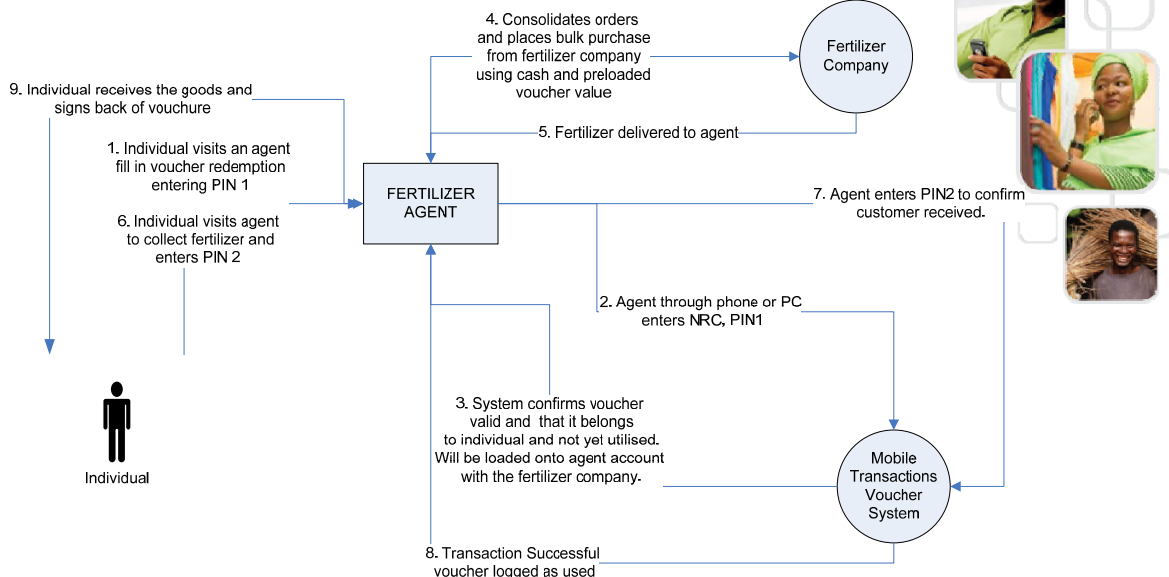 4. Consolidates orders
and places bulk purchase
from fertilizer company
using cash and preloaded
voucher value
Fertilizer
Company
9. Individual receives the goods and
signs back of vouchure
5. Fertilizer delivered to agent
1. Individual visits an agent
fill in voucher redemption
entering PIN 1
FERTILIZER
AGENT
7. Agent enters PIN2 to confirm
customer received.
6. Individual visits agent
to collect fertilizer and
enters PIN 2
2. Agent through phone or PC
enters NRC, PIN1
3. System confirms voucher
valid and that it belongs
to individual and not yet utilised.
Will be loaded onto agent account
with the fertilizer company.
Mobile
Transactions
Voucher
System
Individual
8. Transaction Successful
voucher logged as used